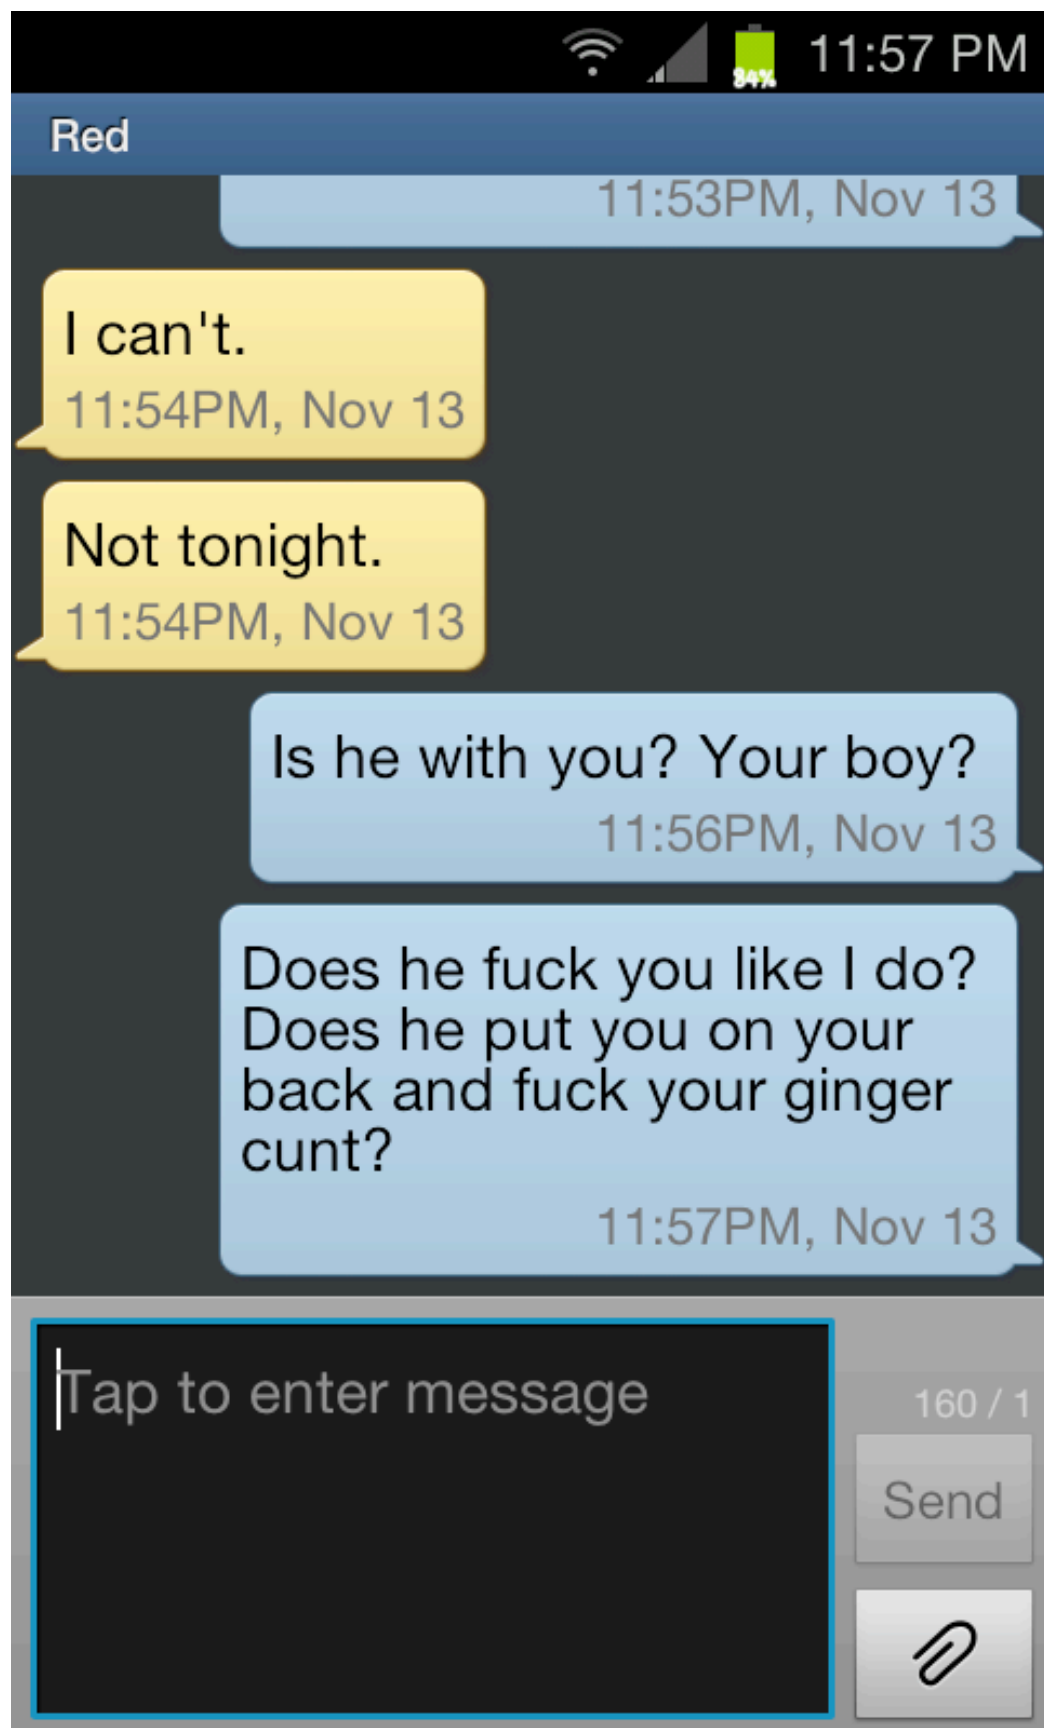 84%
11:57 PM
Red
11:53PM, Nov 13
I can't.
11:54PM, Nov 13
Not tonight.
11:54PM, Nov 13
Is he with you? Your boy?
11:56PM, Nov 13
Does he fuck you like I do?
Does he put you on your
back and fuck your ginger
cunt?
11:57PM, Nov 13
Tap to enter message
160 / 1
Send